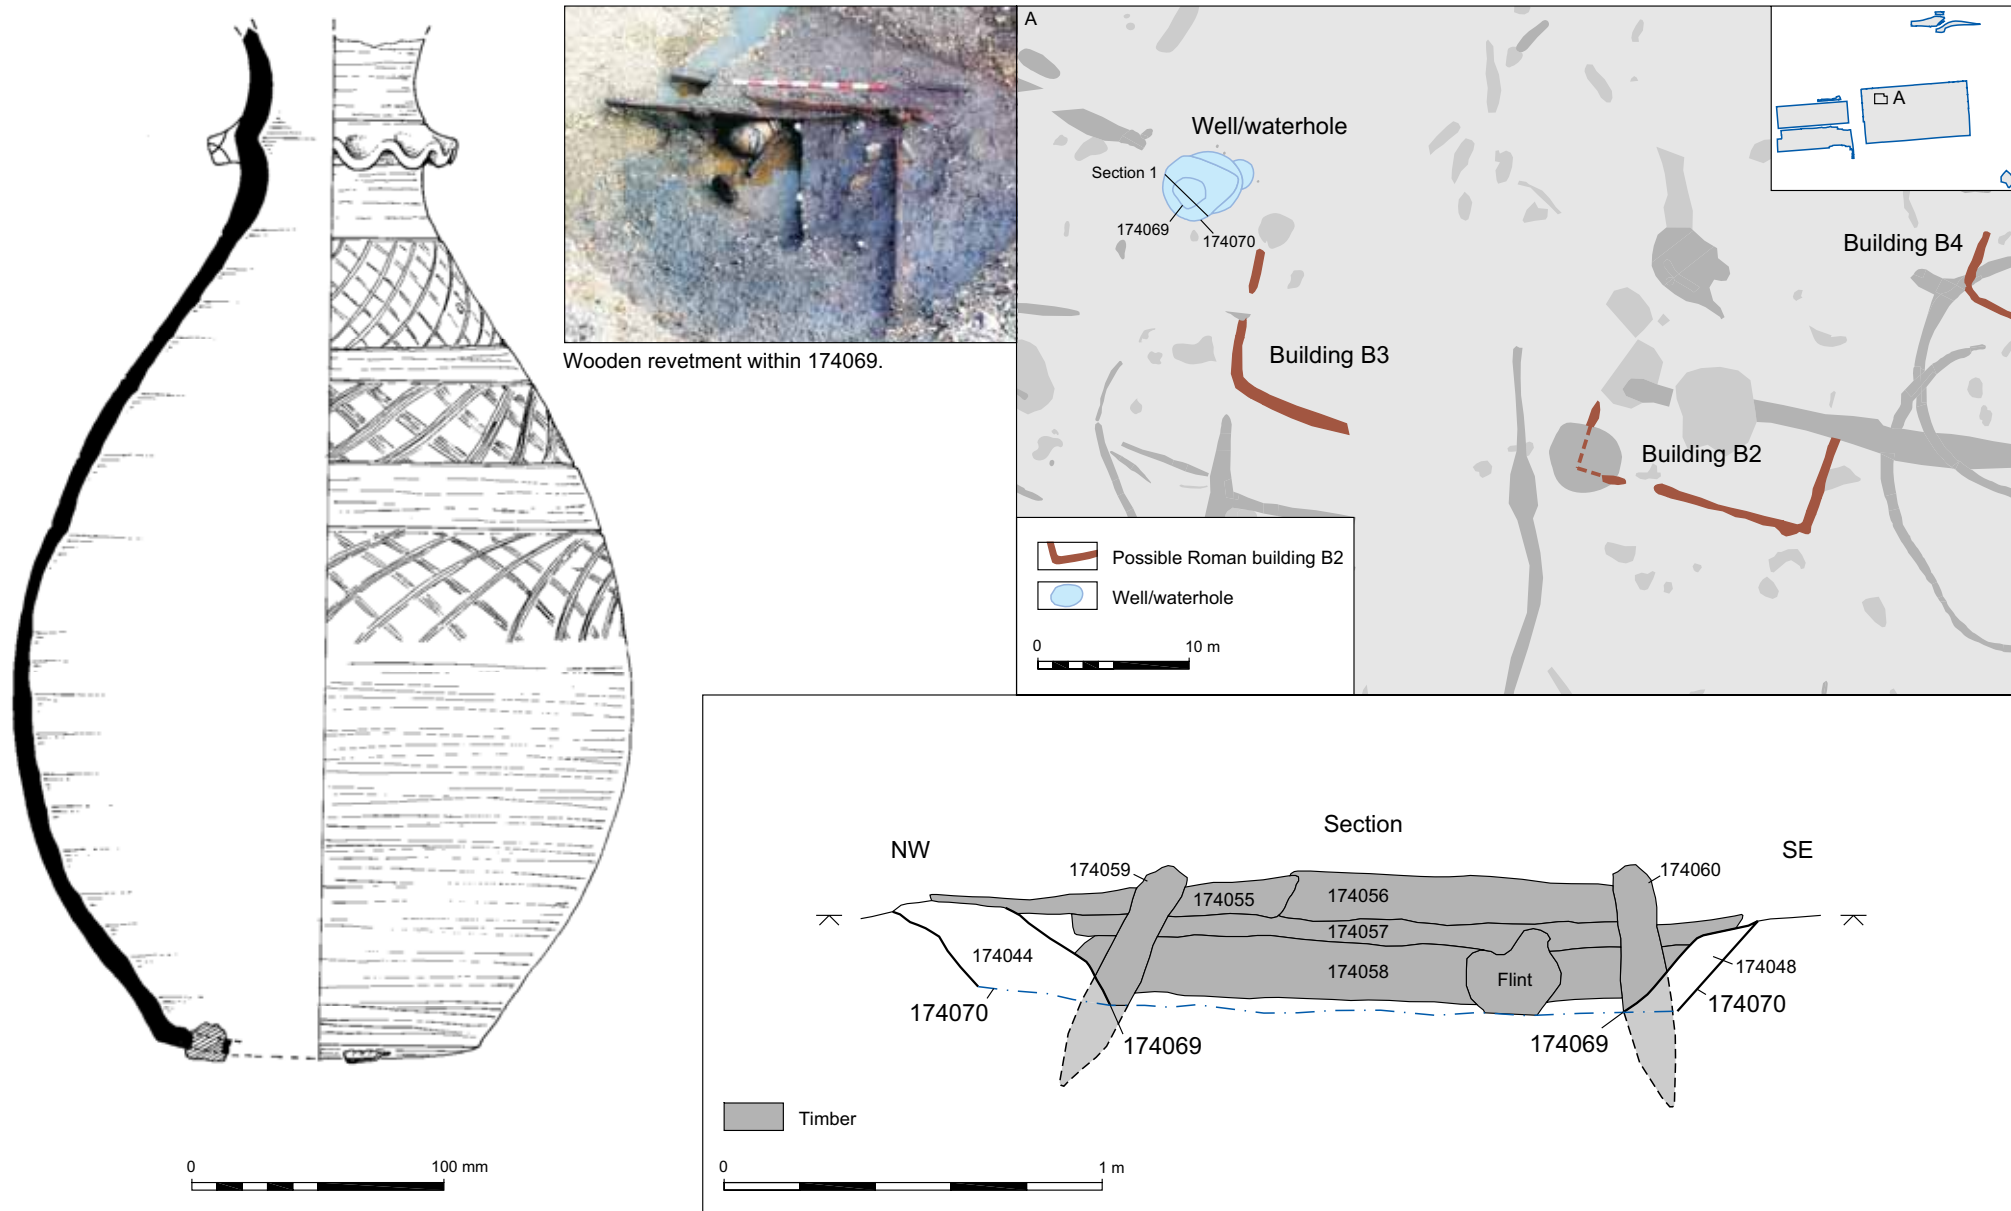 Wooden revetment within 174069.
A
Well/waterhole
Section 1
174069
174070
Building B3
Building B2
Building B4
A
Possible Roman building B2
Well/waterhole
0 10 m
Section
NW
SE
174059
174055
174056
174060
174057
174044
174058
Flint
174048
174070
174070
174069
174069
Timber
0 100 mm
0 1 m